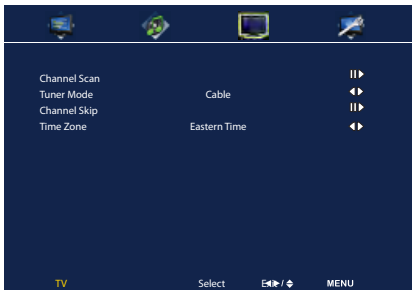 Channel Scan
Tuner Mode Cable
Channel Skip
Time Zone Eastern Time
TV Select MENU